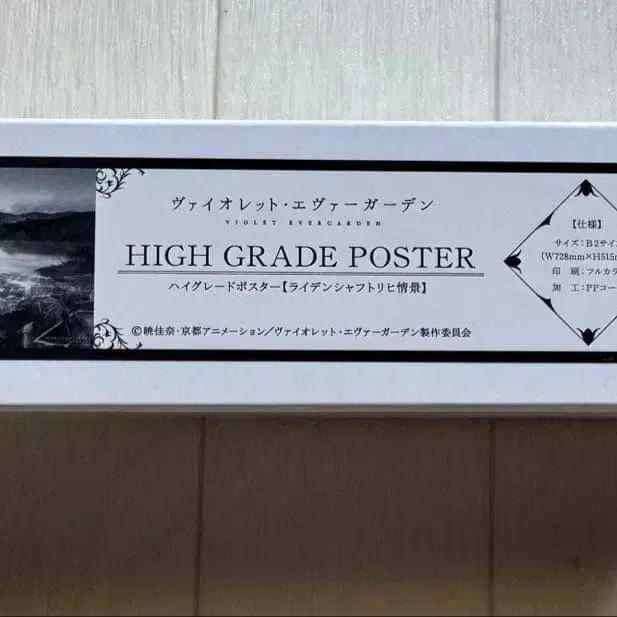 ヴァイオレット・エヴァーガーデン
VIOLET EVERGARDEN
HIGH GRADE POSTER
ハイグレードポスター【ライデンシャフトリヒ情景】
©暁佳奈・京都アニメーション/ヴァイオレット・エヴァーガーデン製作委員会
【仕様】
サイズ:B2サイ
(W728mm×H515m
印 刷:フルカラ
加 工:PPコー